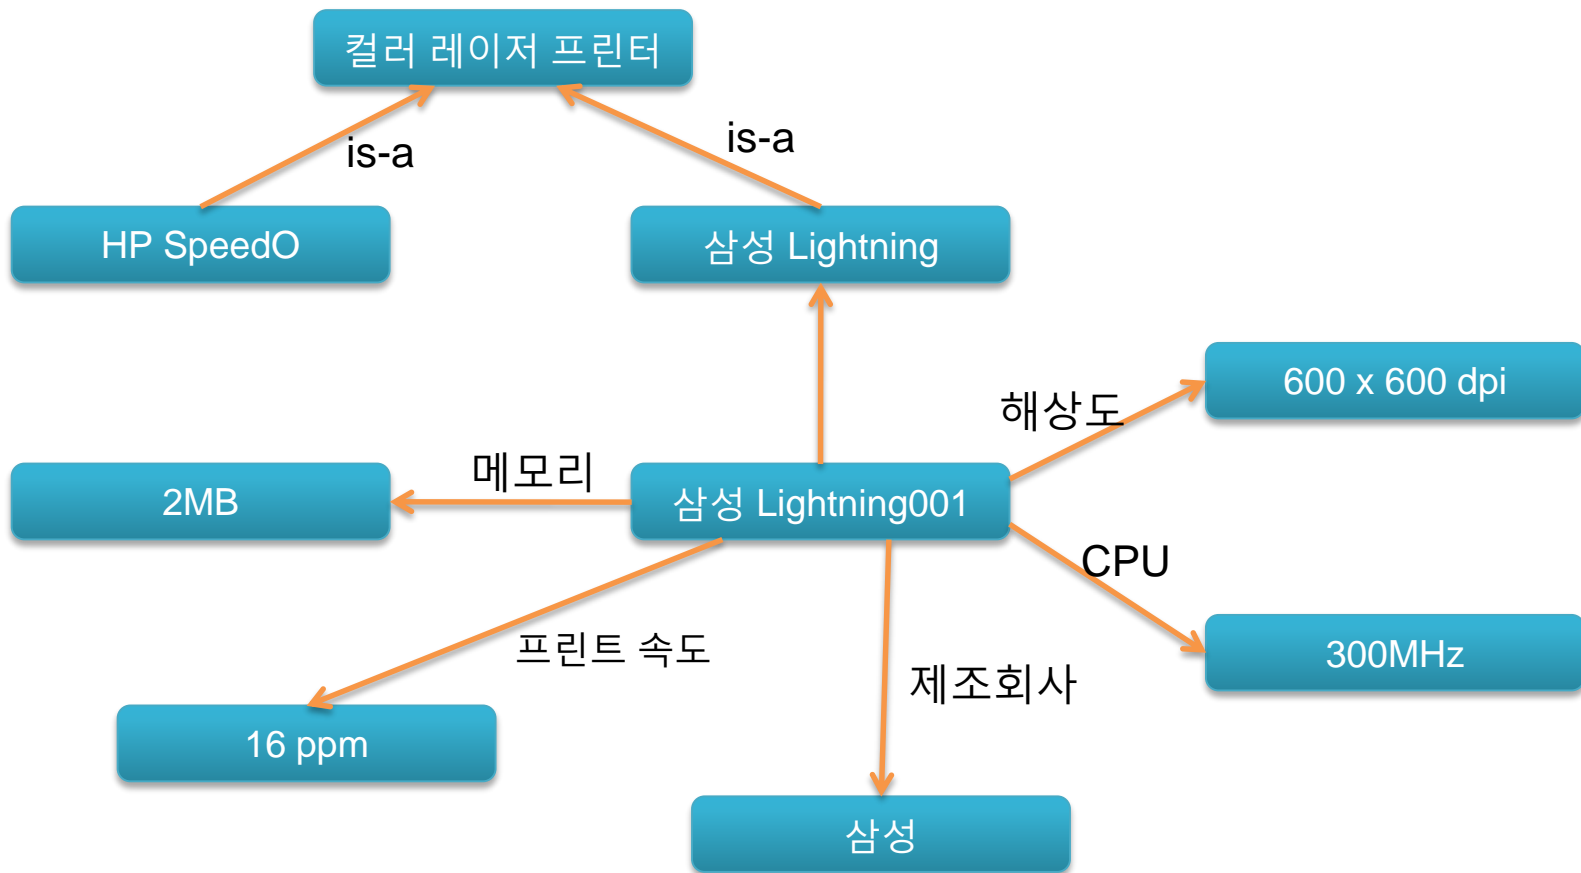 컬러 레이저 프린터
is-a
is-a
HP SpeedO
삼성 Lightning
600 x 600 dpi
해상도
메모리
2MB
삼성 Lightning001
CPU
프린트 속도
제조회사
300MHz
16 ppm
삼성